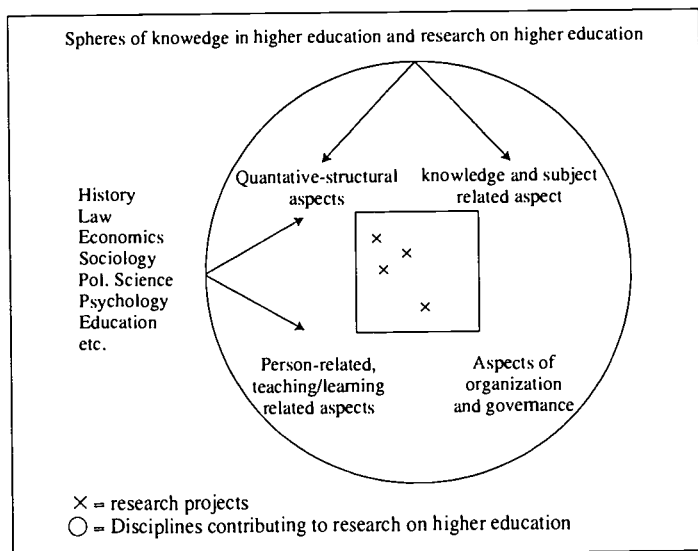 Spheres of knowedge in higher education and research on higher education
Quantative-structural
aspects
knowledge and subject
related aspect
History
Law
Economics
Sociology
Pol. Science
Psychology
Education
etc.
Person-related,
teaching/learning
related aspects
Aspects of
organization
and governance
× = research projects
○ = Disciplines contributing to research on higher education